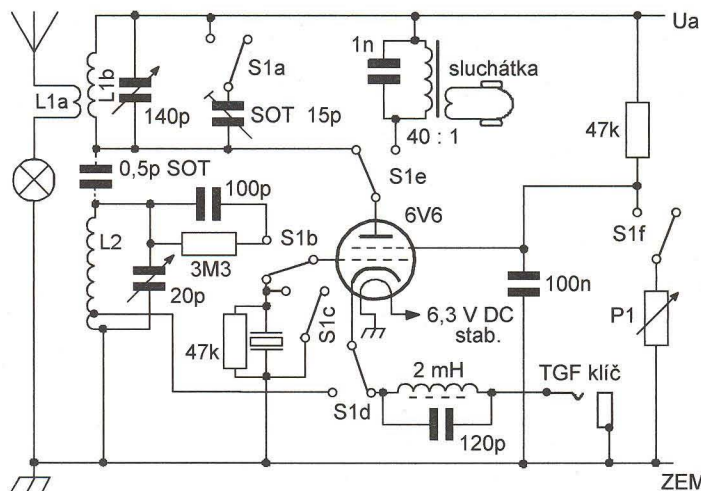 Ua
1n
S1a
sluchátka
L1a
L1b
140p
SOT 15p
40 : 1
47k
0,5p SOT
S1e
100p
6V6
S1b
S1f
L2
3M3
20p
S1c
100n
6,3 V DC
stab.
P1
47k
2 mH
TGF klíč
S1d
120p
ZEM